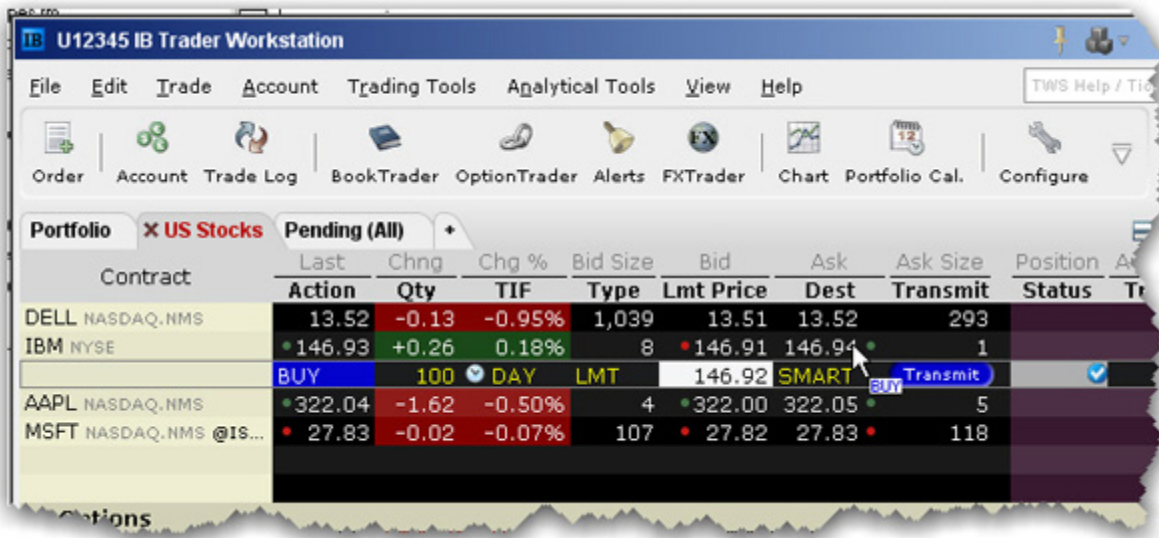 IB U12345 IB Trader Workstation
File Edit Trade Account Trading Tools Analytical Tools View Help TWS Help / Tic
Order Account Trade Log BookTrader OptionTrader Alerts FXTrader Chart Portfolio Cal. Configure
Portfolio US Stocks Pending (All) +
Contract Last Chng Chg % Bid Size Bid Ask Ask Size Position
Action Qty TIF Type Lmt Price Dest Transmit Status
DELL NASDAQ.NMS 13.52 -0.13 -0.95% 1,039 13.51 13.52 293
IBM NYSE 146.93 +0.26 0.18% 8 146.91 146.94 1
BUY 100 DAY LMT 146.92 SMART BUY Transmit
AAPL NASDAQ.NMS 322.04 -1.62 -0.50% 4 322.00 322.05 5
MSFT NASDAQ.NMS @IS... 27.83 -0.02 -0.07% 107 27.82 27.83 118